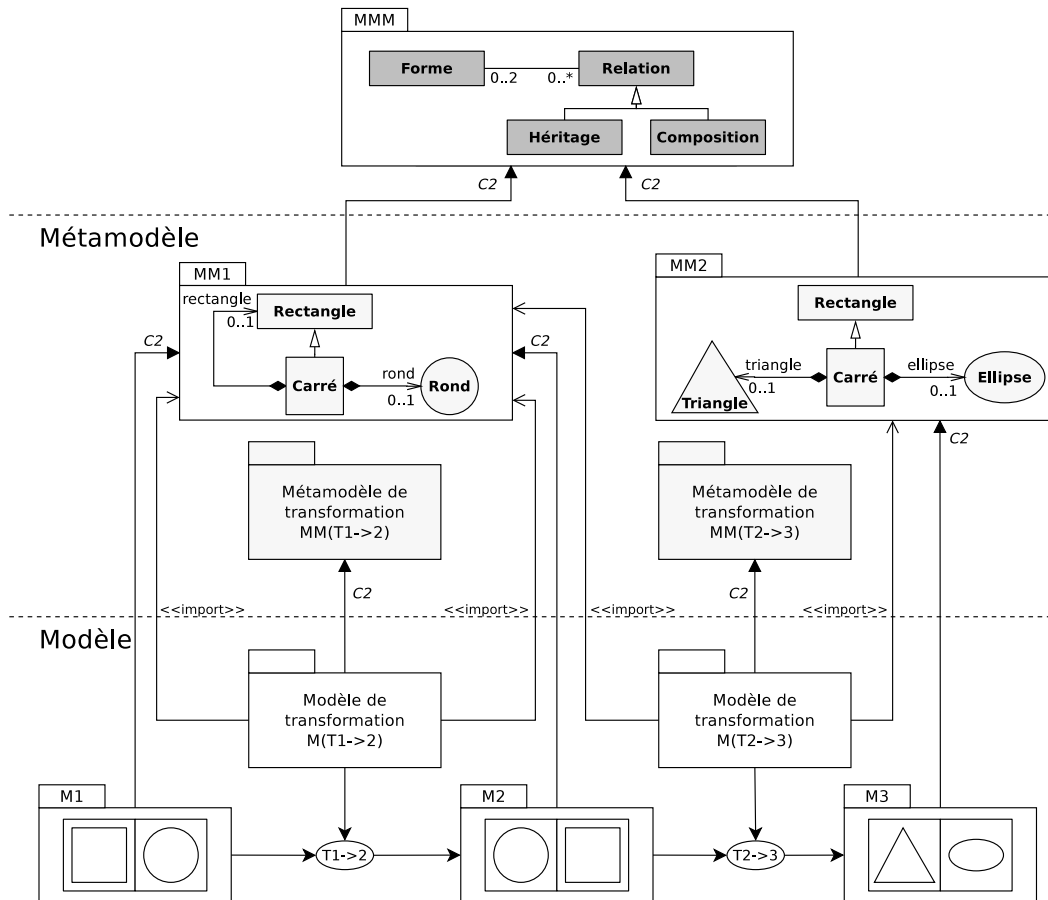 MMM
Forme
0..2
0..*
Relation
Héritage
Composition
C2
C2
Métamodèle
MM1
rectangle
0..1
Rectangle
Carré
rond
0..1
Rond
C2
C2
MM2
Rectangle
triangle
0..1
Triangle
Carré
ellipse
0..1
Ellipse
C2
Métamodèle de
transformation
MM(T1->2)
Métamodèle de
transformation
MM(T2->3)
C2
C2
<<import>>
<<import>>
<<import>>
<<import>>
Modèle
Modèle de
transformation
M(T1->2)
Modèle de
transformation
M(T2->3)
M1
T1->2
M2
T2->3
M3